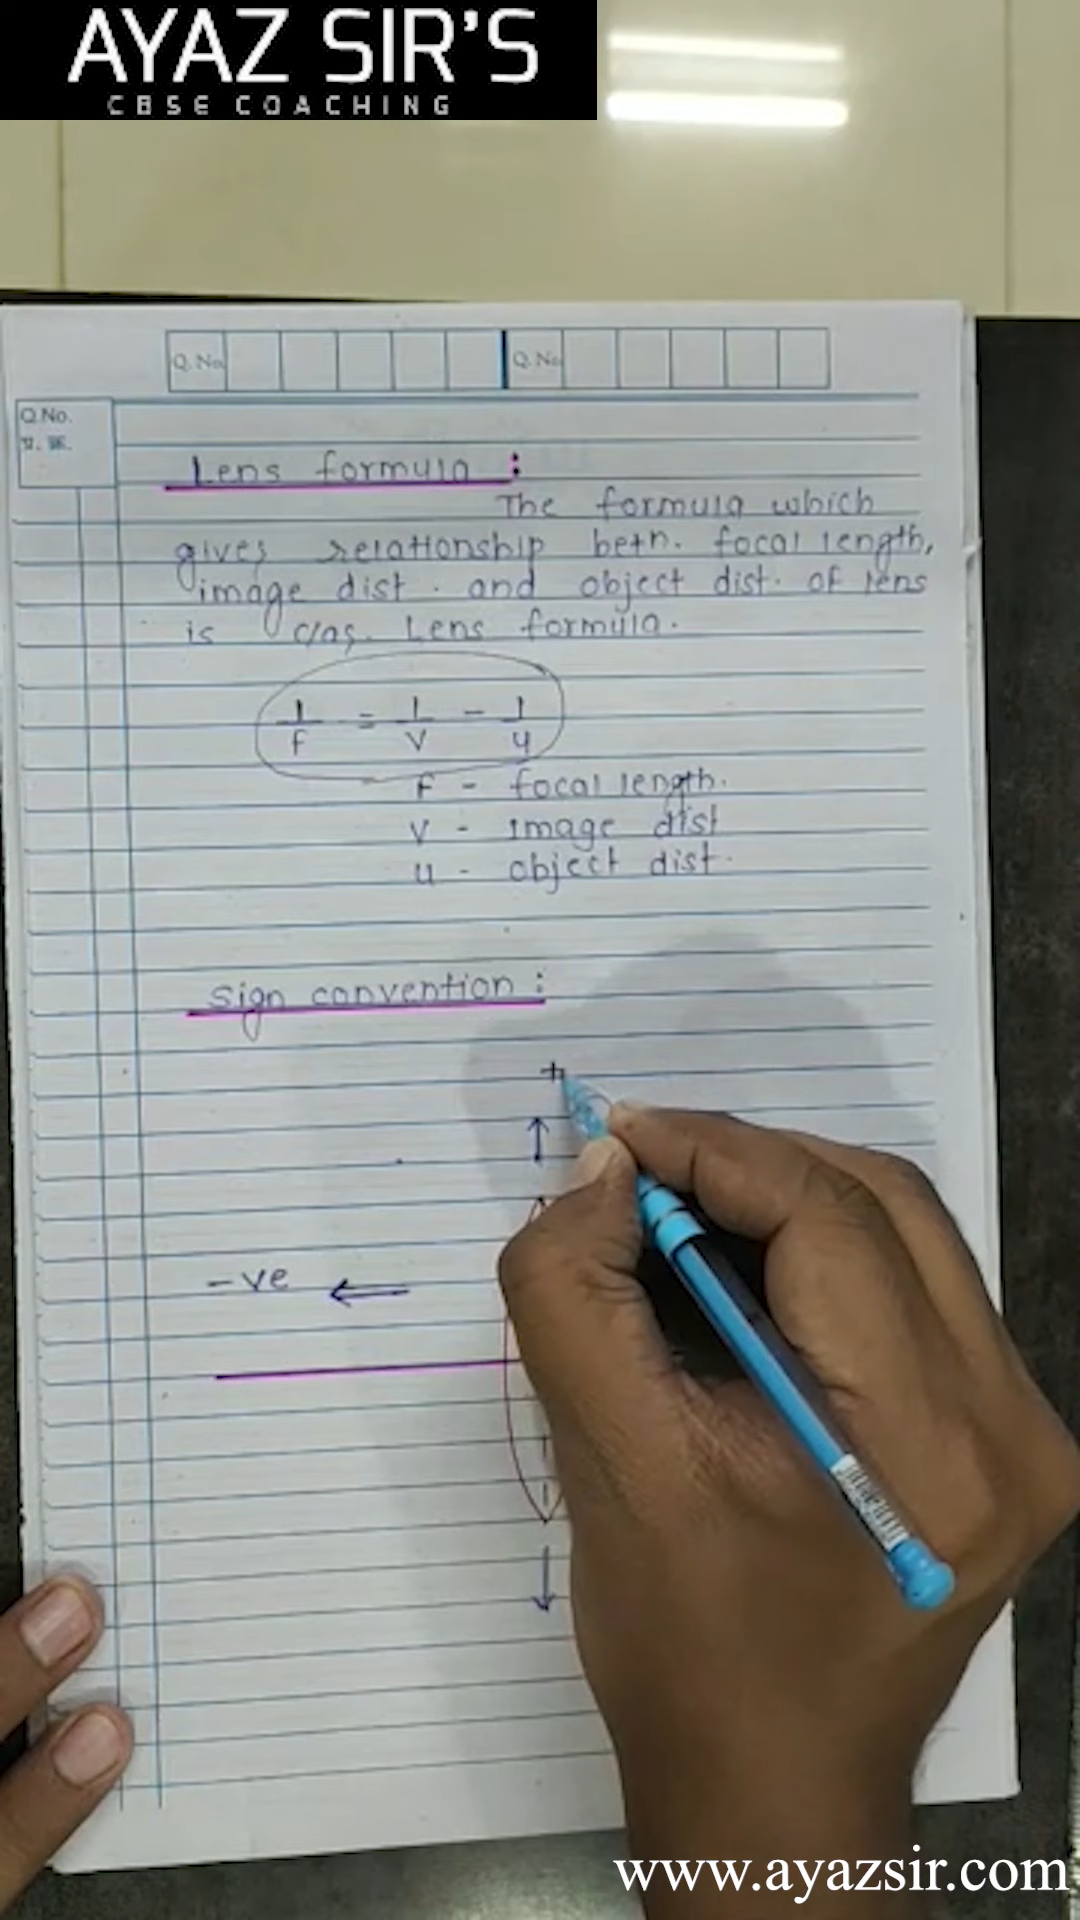 AYAZ SIR'S
CBSE COACHING
Q. No. Q. No.
Q.No.
Lens formula :
The formula which
gives relationship betn. focal length,
image dist. and object dist. of lens
is c/as. Lens formula.
1/f = 1/v - 1/u
f - focal length.
v - image dist
u - object dist.
sign convention :
+
-ve
www.ayazsir.com